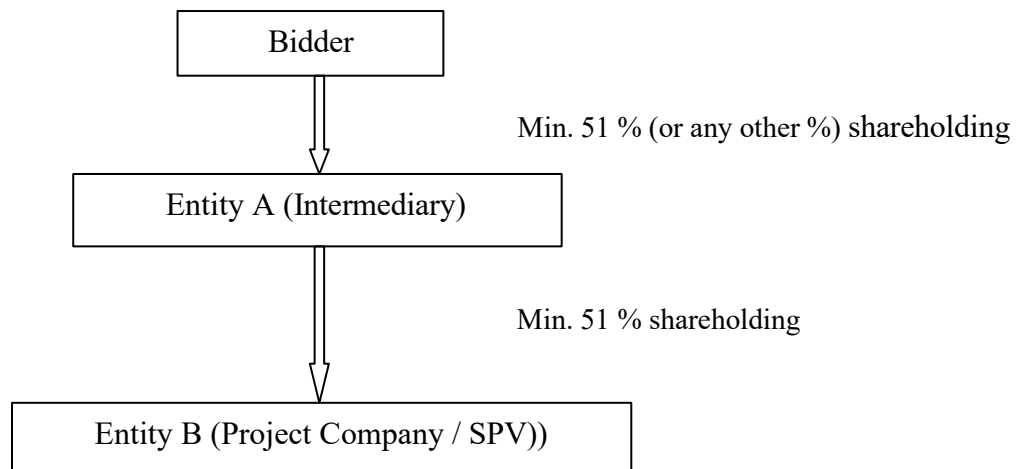 Bidder
Min. 51 % (or any other %) shareholding
Entity A (Intermediary)
Min. 51 % shareholding
Entity B (Project Company / SPV))